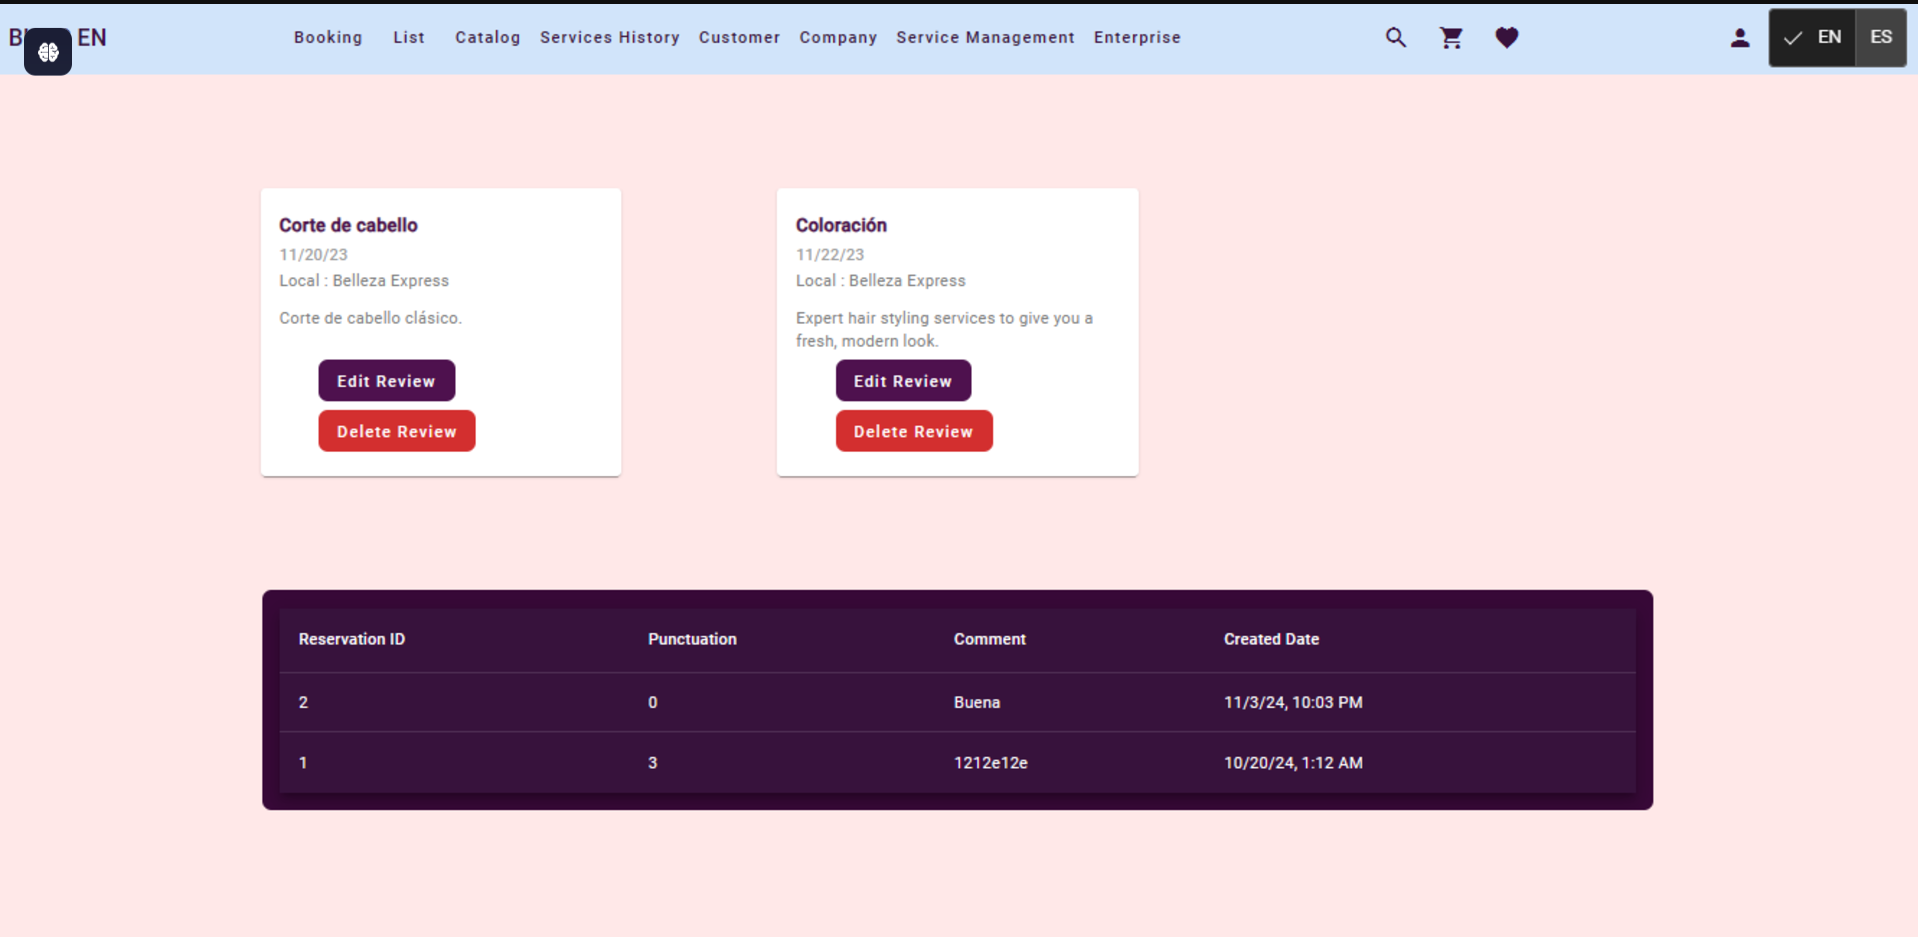 EN
Booking List Catalog Services History Customer Company Service Management Enterprise
EN ES
Corte de cabello
11/20/23
Local : Belleza Express
Corte de cabello clásico.
Edit Review
Delete Review
Coloración
11/22/23
Local : Belleza Express
Expert hair styling services to give you a
fresh, modern look.
Edit Review
Delete Review
Reservation ID Punctuation Comment Created Date
2 0 Buena 11/3/24, 10:03 PM
1 3 1212e12e 10/20/24, 1:12 AM